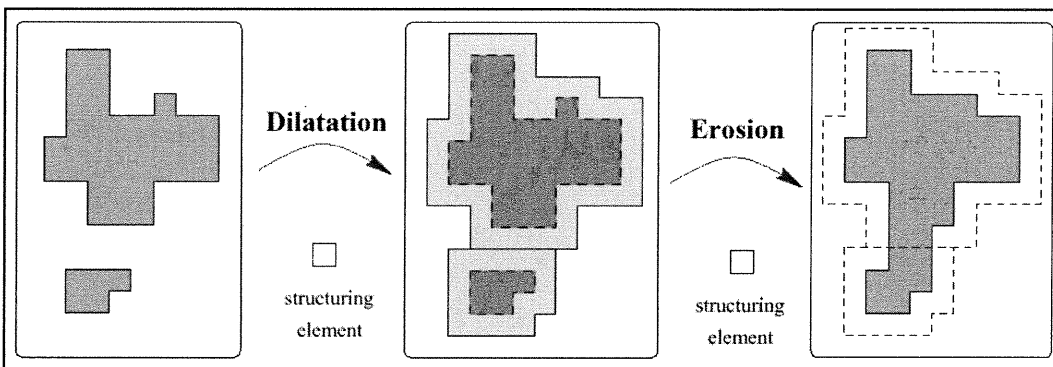 Dilatation
structuring
element
Erosion
structuring
element